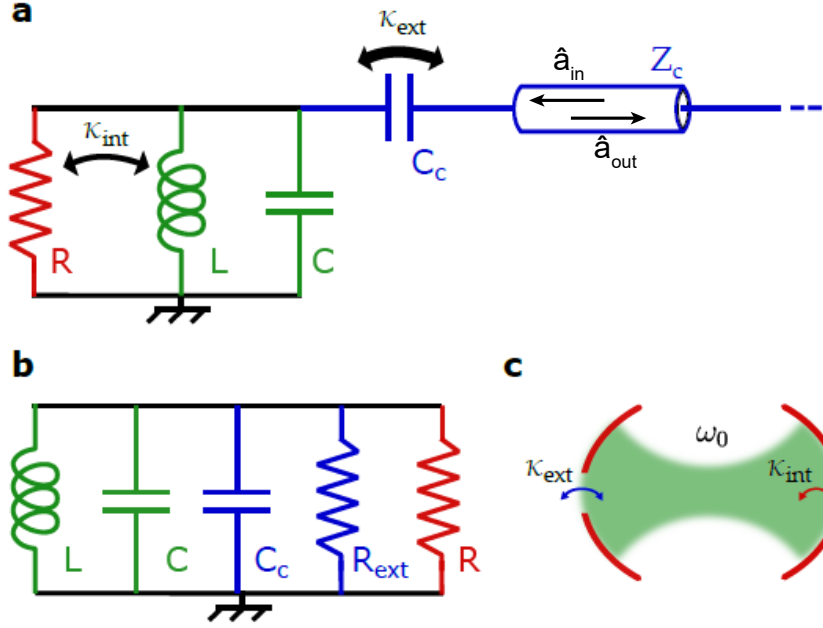 a
κext
âin
Zc
κint
Cc
âout
R
L
C
b
c
ω0
κext
κint
L
C
Cc
Rext
R